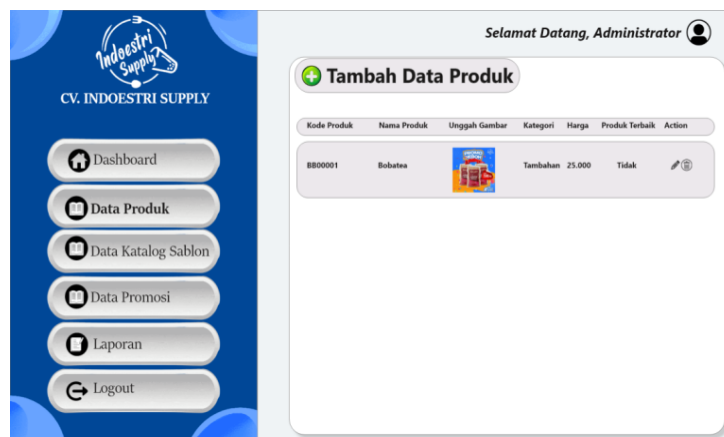 Indoestri
Supply
CV. INDOESTRI SUPPLY
Dashboard
Data Produk
Data Katalog Sablon
Data Promosi
Laporan
Logout
Selamat Datang, Administrator
Tambah Data Produk
Kode Produk Nama Produk Unggah Gambar Kategori Harga Produk Terbaik Action
BB00001 Bobatea Tambahan 25.000 Tidak